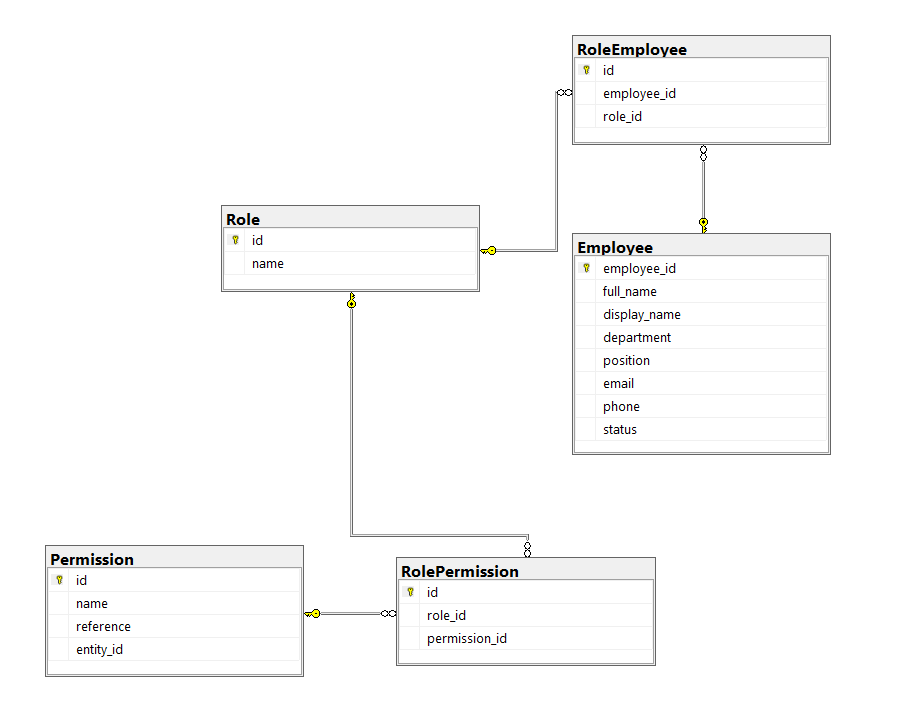 RoleEmployee
id
employee_id
role_id
Role
id
name
Employee
employee_id
full_name
display_name
department
position
email
phone
status
Permission
id
name
reference
entity_id
RolePermission
id
role_id
permission_id